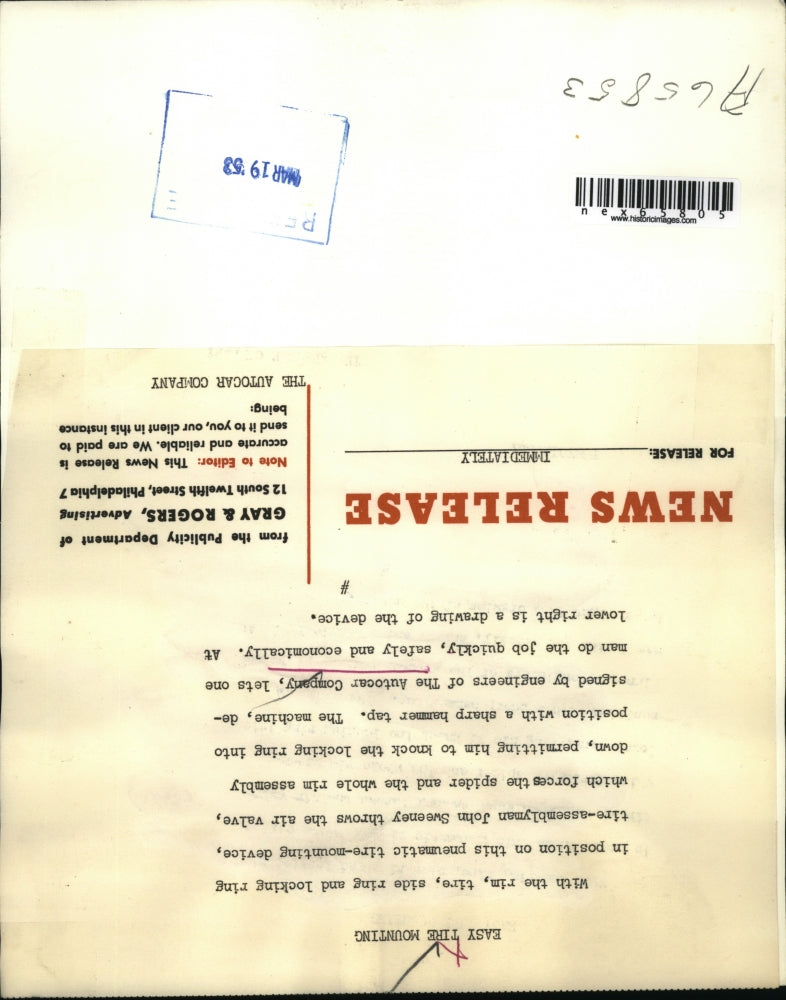 A65853
MAR 19 '53
nex65805
www.historicimages.com
EASY TIRE MOUNTING
With the rim, tire, side ring and locking ring
in position on this pneumatic tire-mounting device,
tire-assemblyman John Sweeney throws the air valve,
which forces the spider and the whole rim assembly
down, permitting him to knock the locking ring into
position with a sharp hammer tap. The machine, de-
signed by engineers of The Autocar Company, lets one
man do the job quickly, safely and economically. At
lower right is a drawing of the device.
#
NEWS RELEASE
FOR RELEASE: IMMEDIATELY
from the Publicity Department of
GRAY & ROGERS, Advertising
12 South Twelfth Street, Philadelphia 7
Note to Editor: This News Release is
accurate and reliable. We are paid to
send it to you, our client in this instance
being:
THE AUTOCAR COMPANY